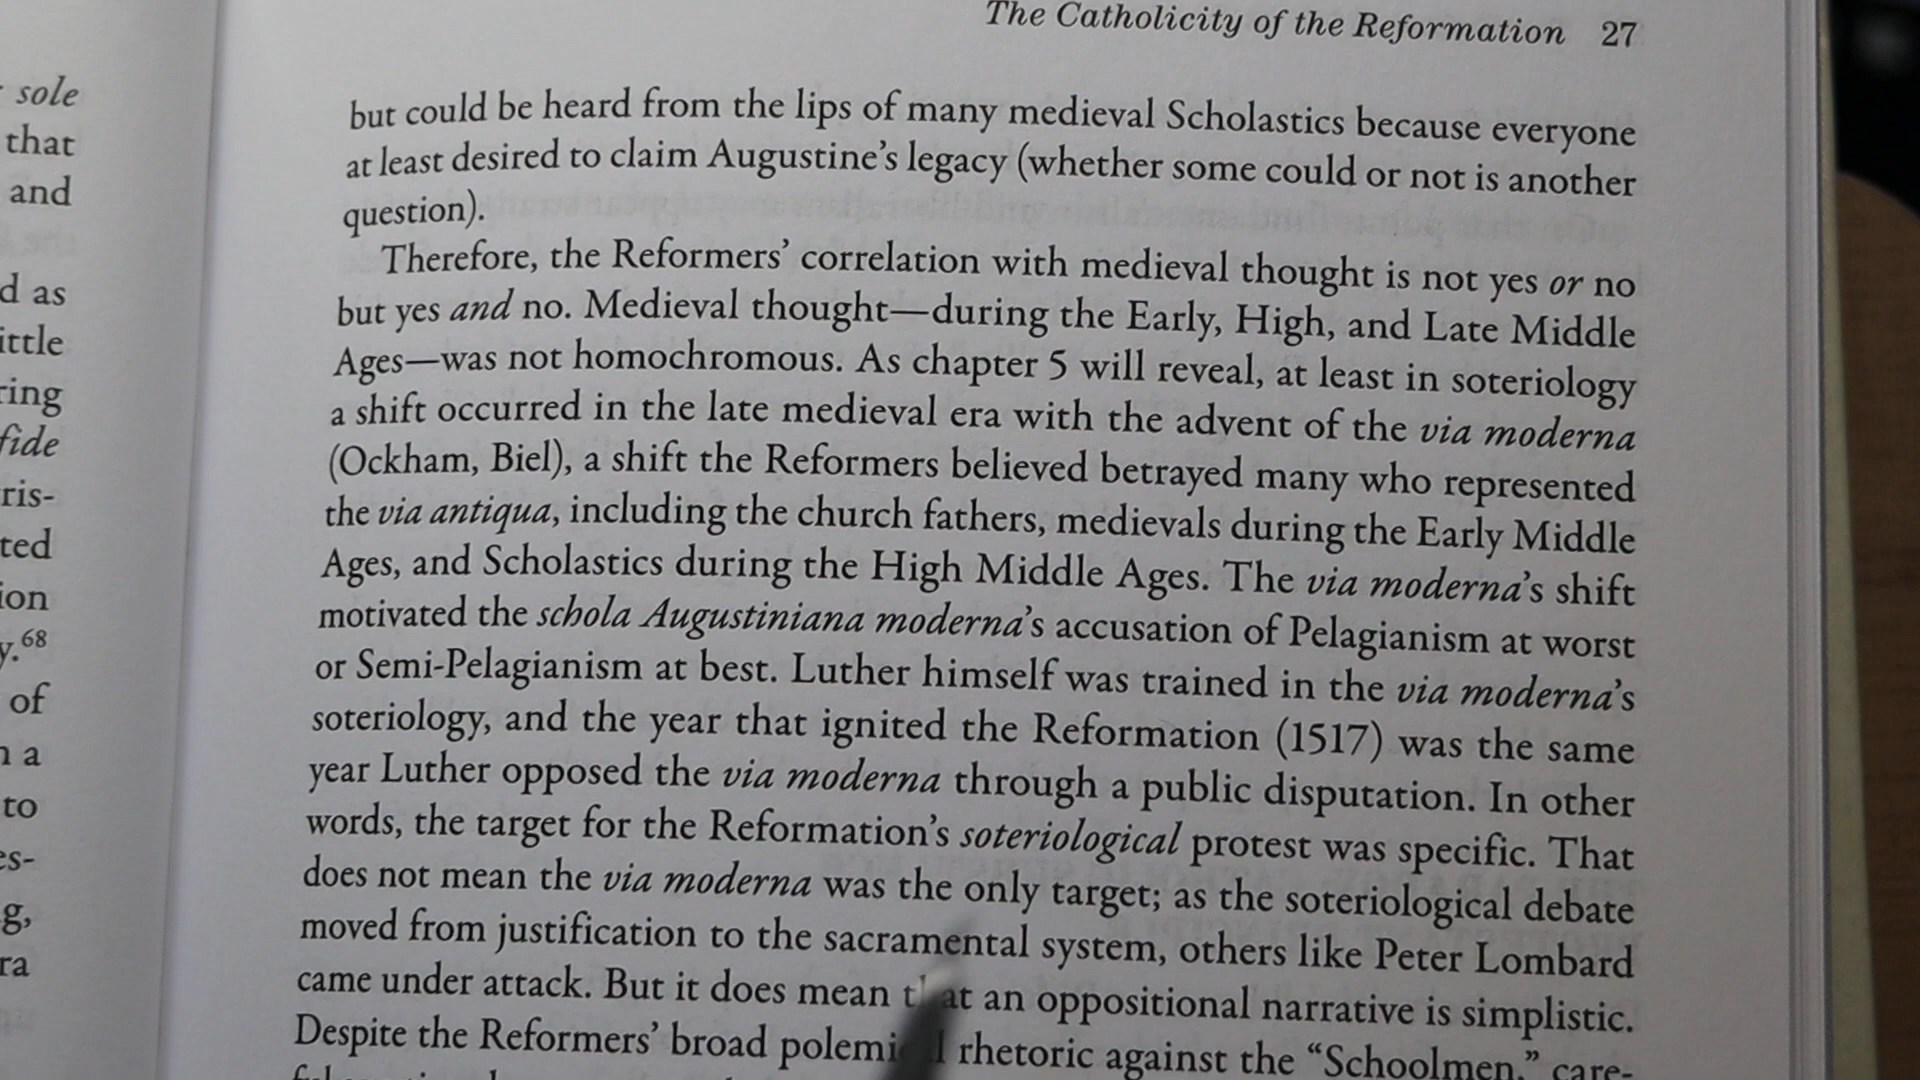 sole
that
and
d as
ittle
ring
fide
ris-
ted
ion
y.68
of
n a
to
es-
g,
ra
The Catholicity of the Reformation 27
but could be heard from the lips of many medieval Scholastics because everyone
at least desired to claim Augustine's legacy (whether some could or not is another
question).
Therefore, the Reformers' correlation with medieval thought is not yes or no
but yes and no. Medieval thought—during the Early, High, and Late Middle
Ages—was not homochromous. As chapter 5 will reveal, at least in soteriology
a shift occurred in the late medieval era with the advent of the via moderna
(Ockham, Biel), a shift the Reformers believed betrayed many who represented
the via antiqua, including the church fathers, medievals during the Early Middle
Ages, and Scholastics during the High Middle Ages. The via moderna's shift
motivated the schola Augustiniana moderna's accusation of Pelagianism at worst
or Semi-Pelagianism at best. Luther himself was trained in the via moderna's
soteriology, and the year that ignited the Reformation (1517) was the same
year Luther opposed the via moderna through a public disputation. In other
words, the target for the Reformation's soteriological protest was specific. That
does not mean the via moderna was the only target; as the soteriological debate
moved from justification to the sacramental system, others like Peter Lombard
came under attack. But it does mean that an oppositional narrative is simplistic.
Despite the Reformers' broad polemical rhetoric against the “Schoolmen,” care-